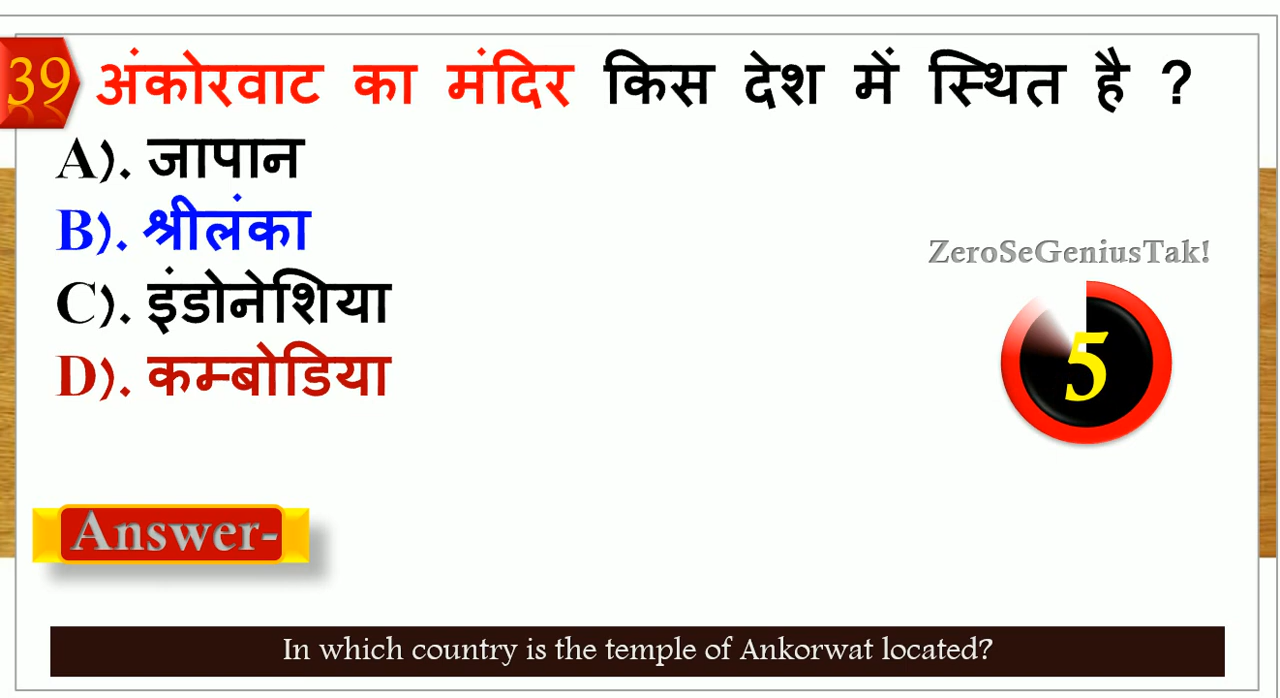 39 अंकोरवाट का मंदिर किस देश में स्थित है ?
A). जापान
B). श्रीलंका
C). इंडोनेशिया
D). कम्बोडिया
ZeroSeGeniusTak!
5
Answer-
In which country is the temple of Ankorwat located?